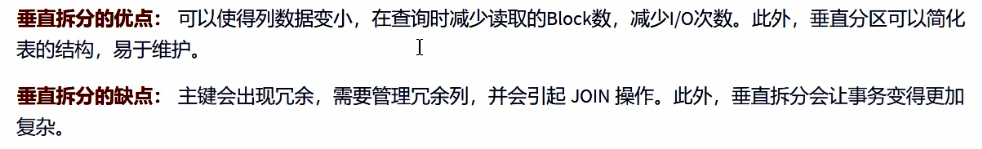 垂直拆分的优点： 可以使得列数据变小，在查询时减少读取的Block数，减少I/O次数。此外，垂直分区可以简化
表的结构，易于维护。
垂直拆分的缺点： 主键会出现冗余，需要管理冗余列，并会引起 JOIN 操作。此外，垂直拆分会让事务变得更加
复杂。